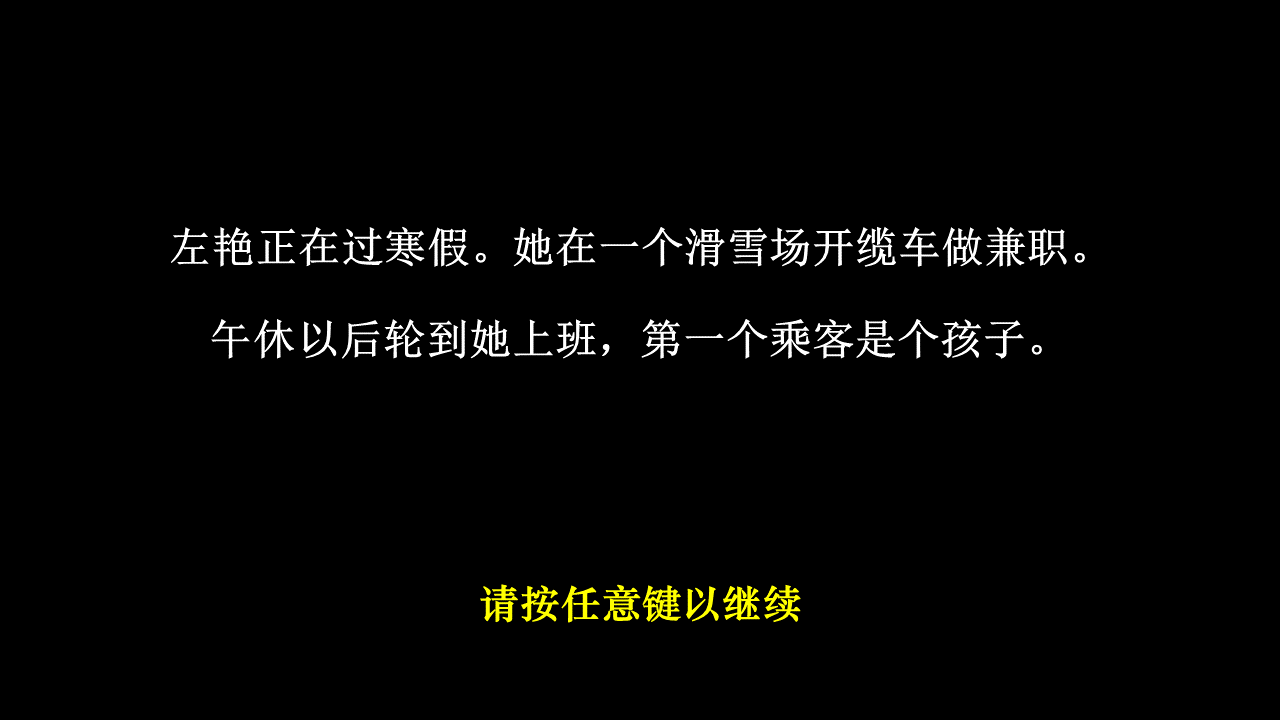 左艳正在过寒假。她在一个滑雪场开缆车做兼职。
午休以后轮到她上班，第一个乘客是个孩子。
请按任意键以继续